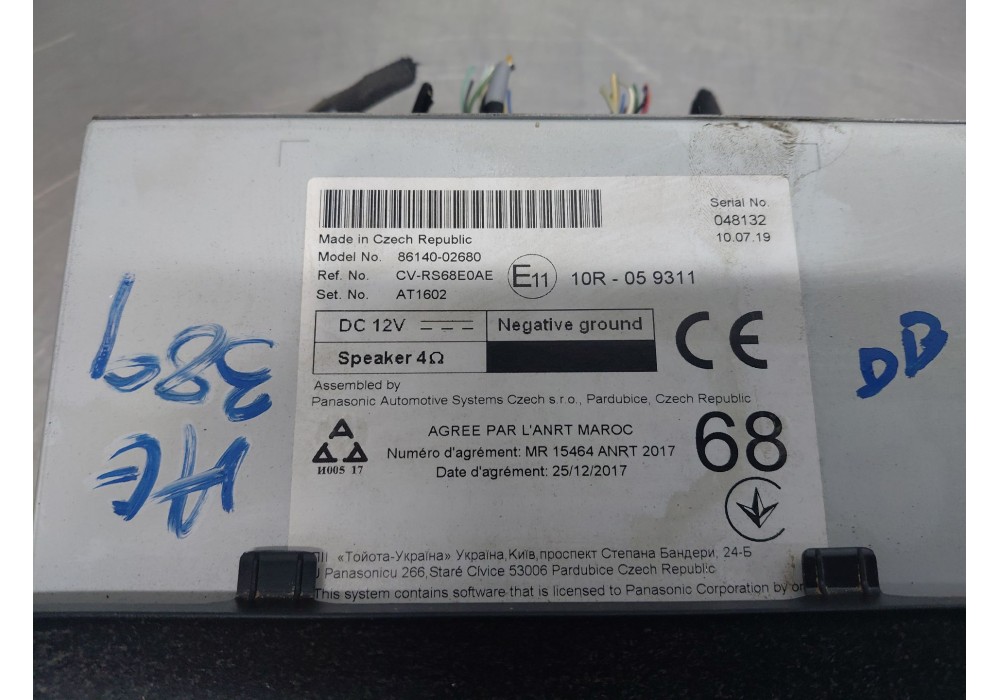 Serial No.
048132
10.07.19
Made in Czech Republic
Model No. 86140-02680
Ref. No. CV-RS68E0AE
Set. No. AT1602
E11 10R - 05 9311
DC 12V
Negative ground
Speaker 4Ω
CE
Assembled by
Panasonic Automotive Systems Czech s.r.o., Pardubice, Czech Republic
AGREE PAR L'ANRT MAROC
Numéro d'agrément: MR 15464 ANRT 2017
Date d'agrément: 25/12/2017
И005 17
68
«Тойота-Україна» Україна, Київ, проспект Степана Бандери, 24-Б
Panasonicu 266, Staré Civice 53006 Pardubice Czech Republic
This system contains software that is licensed to Panasonic Corporation by
3809
AE
DD